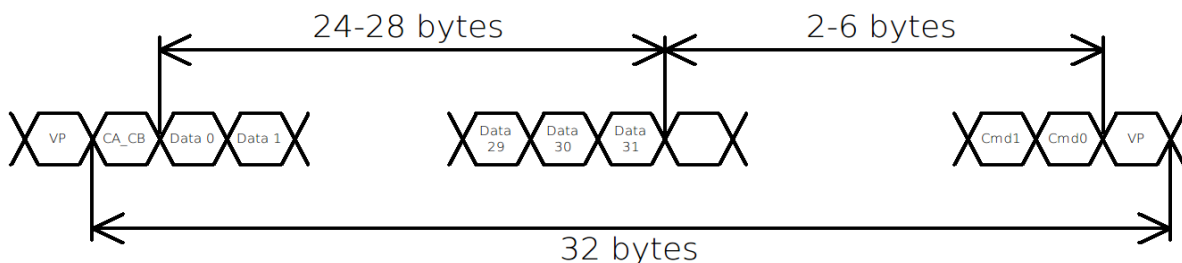 24-28 bytes
2-6 bytes
VP
CA_CB
Data 0
Data 1
Data
29
Data
30
Data
31
Cmd1
Cmd0
VP
32 bytes